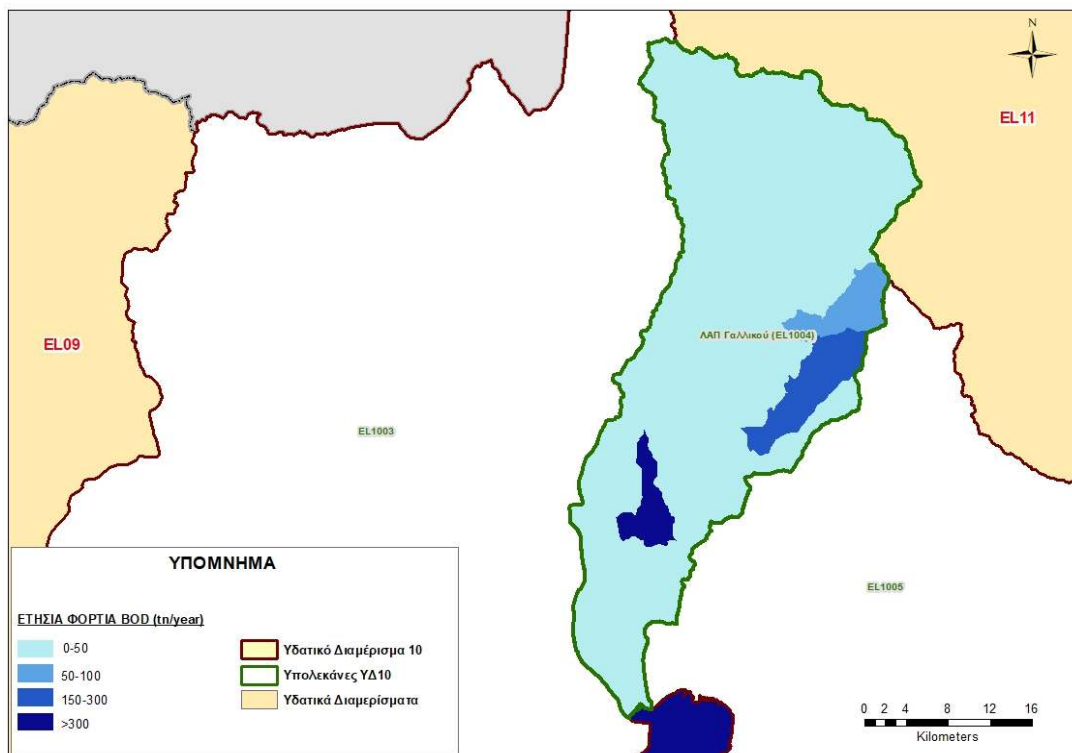 N
EL11
EL09
ΛΑΠ Γαλλικού (EL1004)
EL1003
EL1005
ΥΠΟΜΝΗΜΑ
ΕΤΗΣΙΑ ΦΟΡΤΙΑ BOD (tn/year)
0-50
50-100
150-300
>300
Υδατικό Διαμέρισμα 10
Υπολεκάνες ΥΔ10
Υδατικά Διαμερίσματα
0 2 4 8 12 16
Kilometers